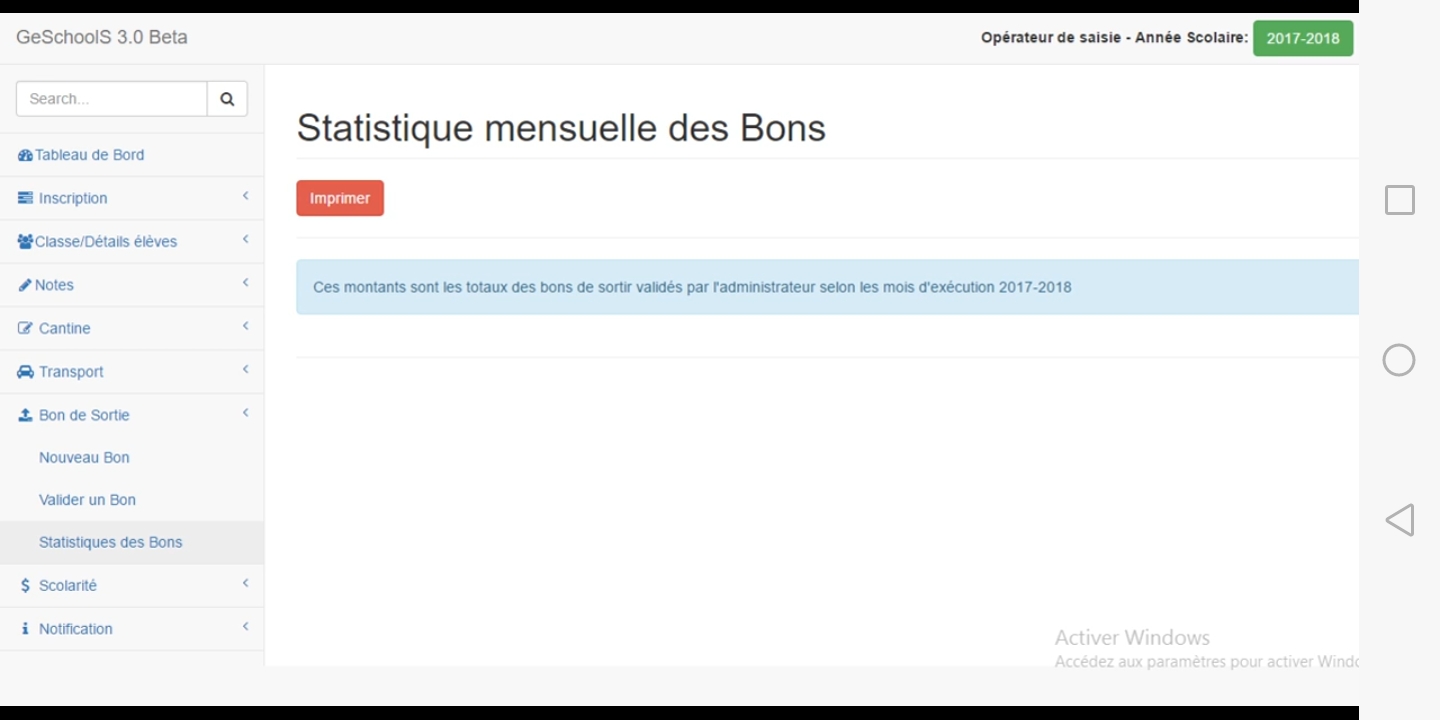 GeSchoolS 3.0 Beta
Opérateur de saisie - Année Scolaire: 2017-2018
Search...
Tableau de Bord
Inscription
Classe/Détails élèves
Notes
Cantine
Transport
Bon de Sortie
Nouveau Bon
Valider un Bon
Statistiques des Bons
Scolarité
Notification
Statistique mensuelle des Bons
Imprimer
Ces montants sont les totaux des bons de sortir validés par l'administrateur selon les mois d'exécution 2017-2018
Activer Windows
Accédez aux paramètres pour activer Windo